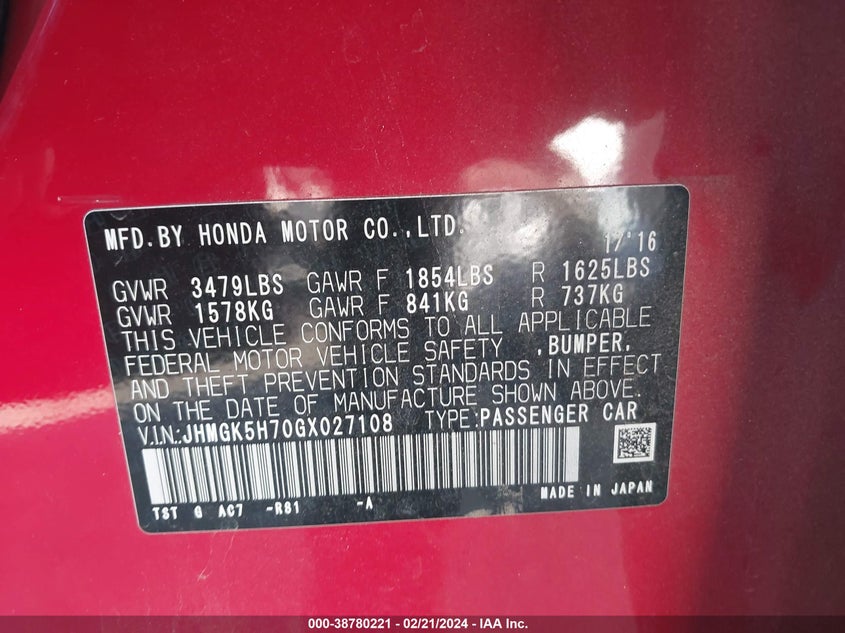 MFD.BY HONDA MOTOR CO.,LTD. 17'16
GVWR 3479LBS GAWR F 1854LBS R 1625LBS
GVWR 1578KG GAWR F 841KG R 737KG
THIS VEHICLE CONFORMS TO ALL APPLICABLE
FEDERAL MOTOR VEHICLE SAFETY ,BUMPER,
AND THEFT PREVENTION STANDARDS IN EFFECT
ON THE DATE OF MANUFACTURE SHOWN ABOVE.
V.I.N.:JHMGK5H70GX027108 TYPE:PASSENGER CAR
TST G AC7 -R81 -A MADE IN JAPAN
000-38780221 - 02/21/2024 - IAA Inc.